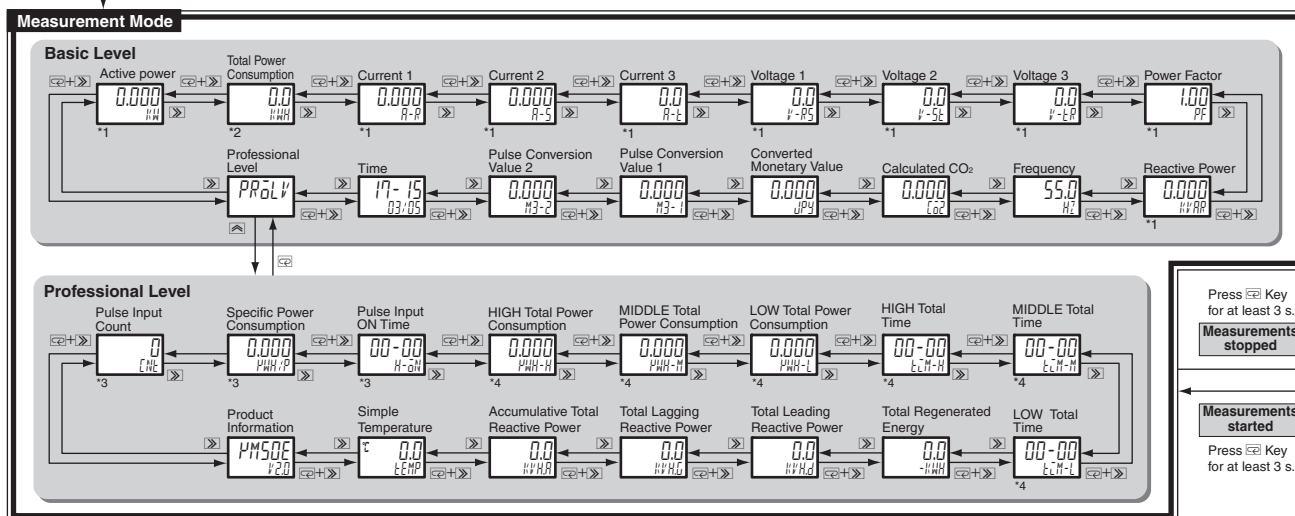 Measurement Mode
Basic Level
Active power
Total Power
Consumption
Current 1
Current 2
Current 3
Voltage 1
Voltage 2
Voltage 3
Power Factor
0.000
KW
*1
0.0
KWH
*2
0.000
A-R
*1
0.000
A-S
*1
0.0
A-t
*1
0.0
V-RS
*1
0.0
V-St
*1
0.0
V-tR
*1
1.00
PF
*1
Professional
Level
Time
Pulse Conversion
Value 2
Pulse Conversion
Value 1
Converted
Monetary Value
Calculated CO2
Frequency
Reactive Power
PRoLV
17-15
03/05
0.000
M3-2
0.000
M3-1
0.000
JPY
0.000
Co2
55.0
HZ
0.000
KVAR
*1
Professional Level
Pulse Input
Count
Specific Power
Consumption
Pulse Input
ON Time
HIGH Total Power
Consumption
MIDDLE Total
Power Consumption
LOW Total Power
Consumption
HIGH Total
Time
MIDDLE Total
Time
0
CNt
*3
0.000
PWH/P
*3
00-00
H-oN
*3
0.000
PWH-H
*4
0.000
PWH-M
*4
0.000
PWH-L
*4
00-00
tiM-H
*4
00-00
tiM-M
*4
Product
Information
Simple
Temperature
Accumulative Total
Reactive Power
Total Lagging
Reactive Power
Total Leading
Reactive Power
Total Regenerated
Energy
LOW Total
Time
KM50E
V2.0
°C
0.0
tEMP
0.0
KVH.A
0.0
KVH.G
0.0
KVH.d
0.0
-KWH
00-00
tiM-L
*4
Press Key
for at least 3 s.
Measurements
stopped
Measurements
started
Press Key
for at least 3 s.